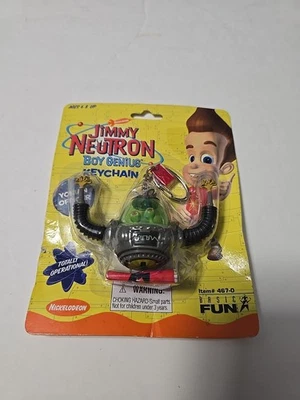 AGES 4 & UP
JIMMY
NEUTRON
BOY GENIUS
KEYCHAIN
TOTALLY
OPERATIONAL!
NICKELODEON
WARNING:
CHOKING HAZARD-Small parts.
Not for children under 3 years.
Item# 467-0
BASIC
FUN